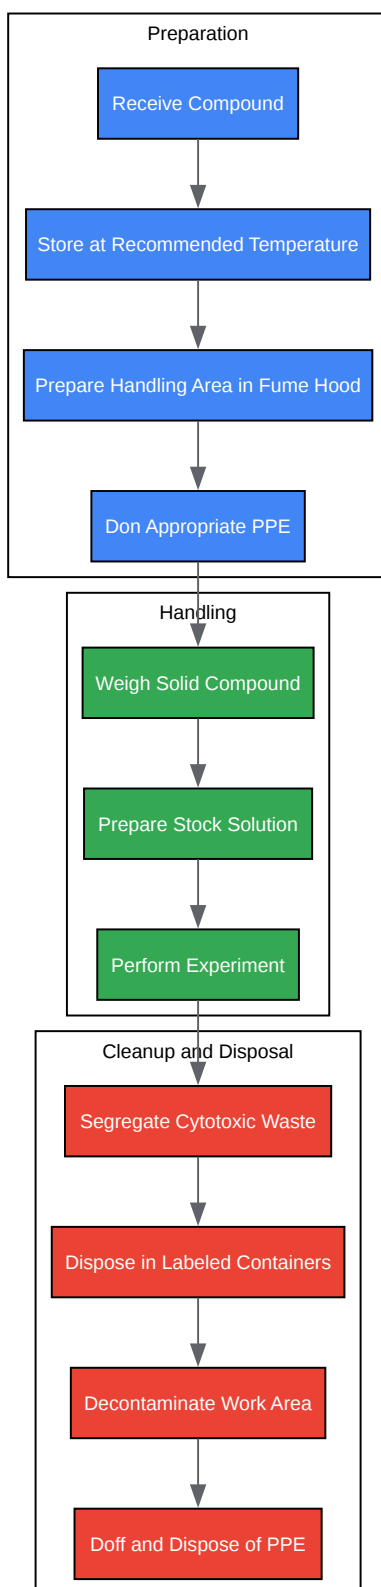 Preparation
Receive Compound
Store at Recommended Temperature
Prepare Handling Area in Fume Hood
Don Appropriate PPE
Handling
Weigh Solid Compound
Prepare Stock Solution
Perform Experiment
Cleanup and Disposal
Segregate Cytotoxic Waste
Dispose in Labeled Containers
Decontaminate Work Area
Doff and Dispose of PPE